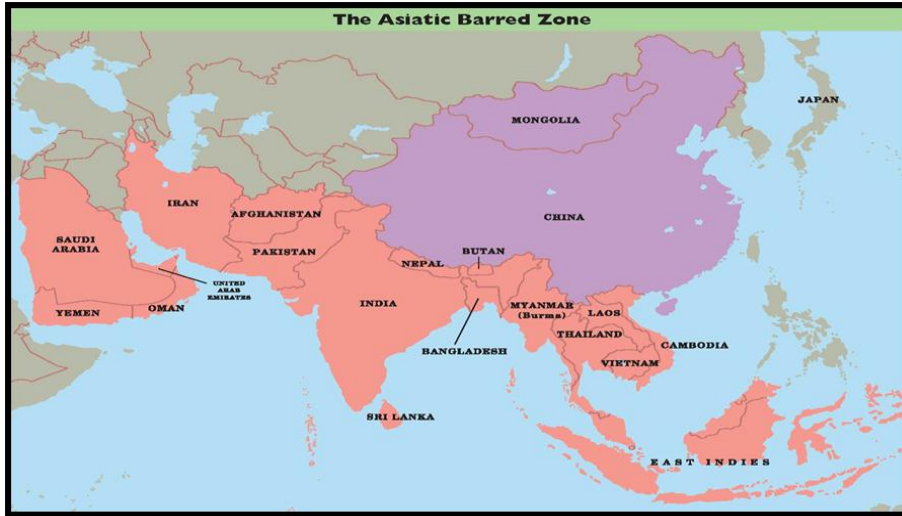 The Asiatic Barred Zone
JAPAN
MONGOLIA
CHINA
IRAN
AFGHANISTAN
SAUDI
ARABIA
PAKISTAN
BUTAN
NEPAL
UNITED
ARAB
EMIRATES
INDIA
OMAN
YEMEN
MYANMAR
(Burma)
LAOS
THAILAND
CAMBODIA
BANGLADESH
VIETNAM
SRI LANKA
EAST INDIES